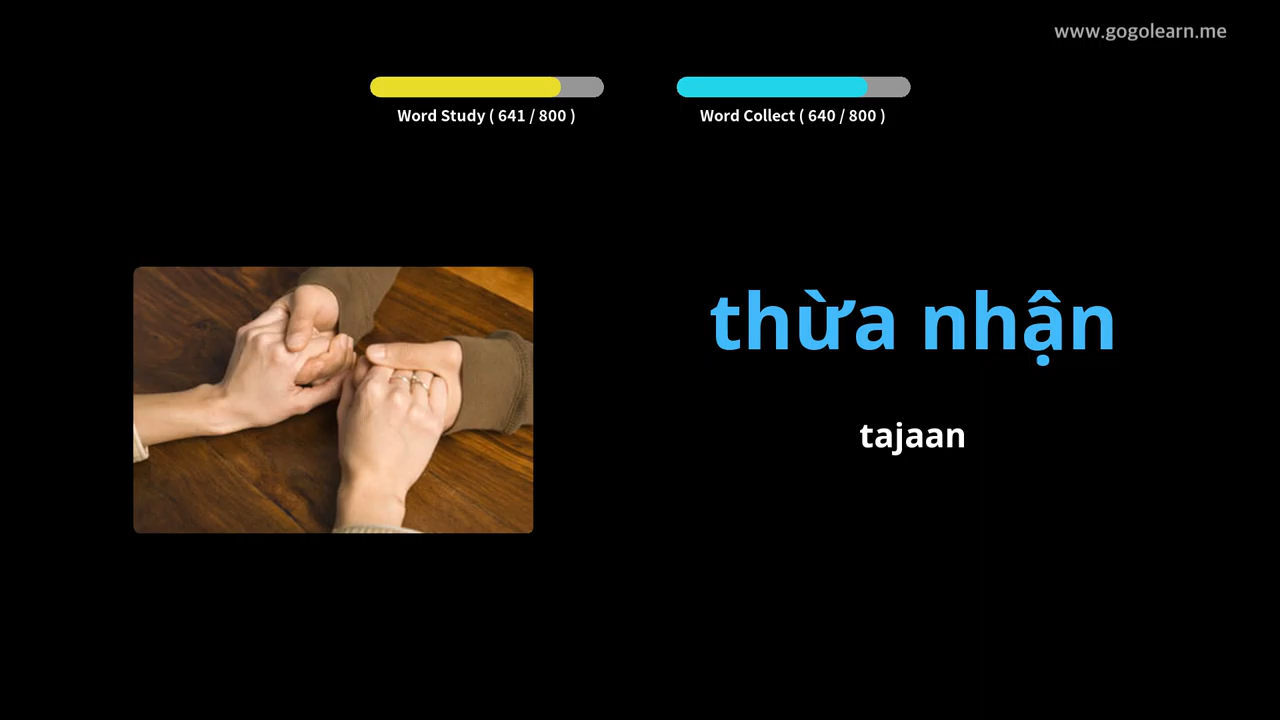 www.gogolearn.me
Word Study ( 641 / 800 )
Word Collect ( 640 / 800 )
thừa nhận
tajaan